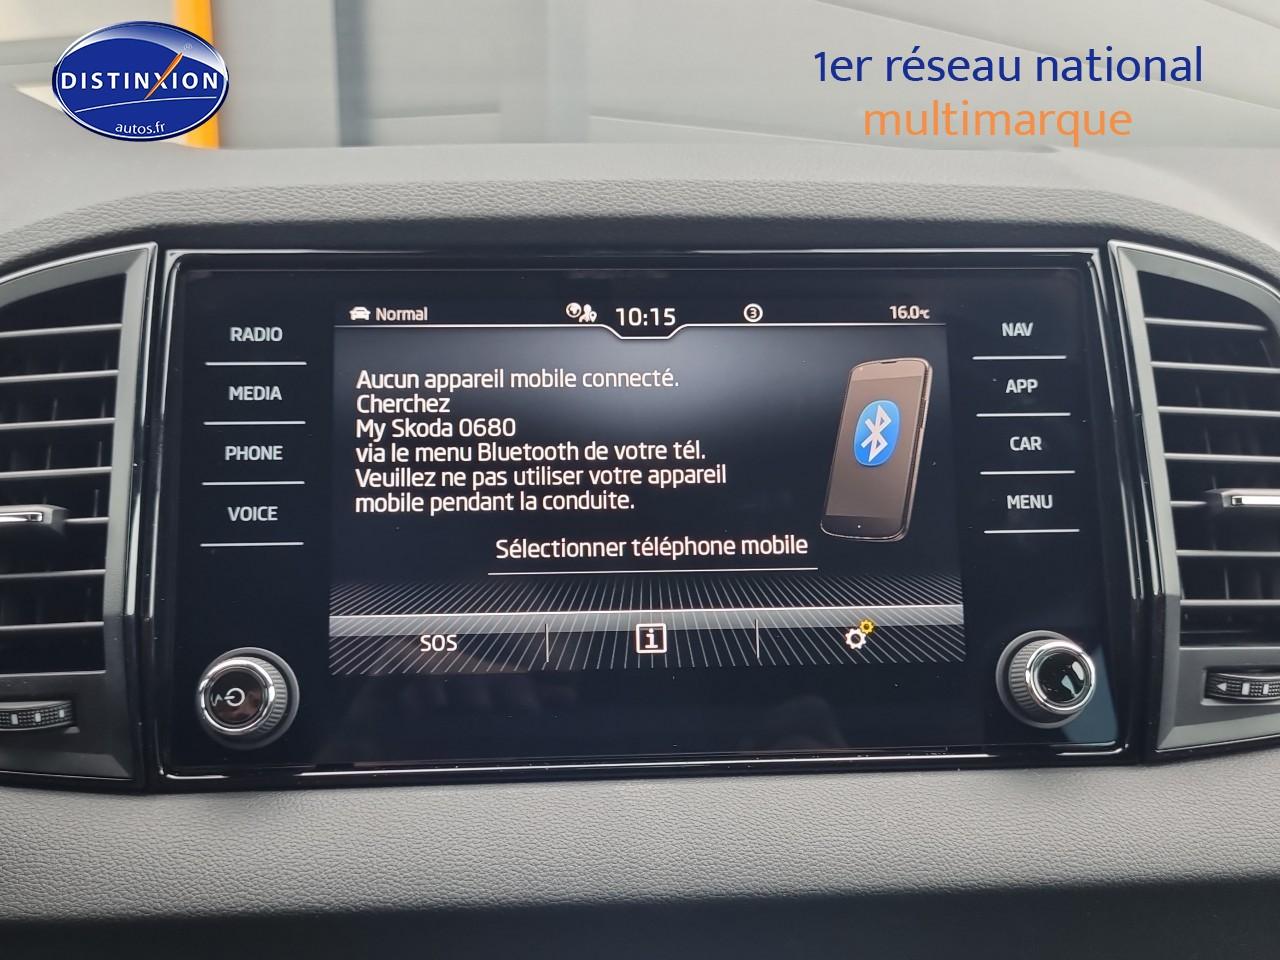 DISTINXION
autos.fr
1er réseau national
multimarque
Normal
10:15
3
16.0°C
RADIO
MEDIA
PHONE
VOICE
Aucun appareil mobile connecté.
Cherchez
My Skoda 0680
via le menu Bluetooth de votre tél.
Veuillez ne pas utiliser votre appareil
mobile pendant la conduite.
Sélectionner téléphone mobile
SOS
i
NAV
APP
CAR
MENU